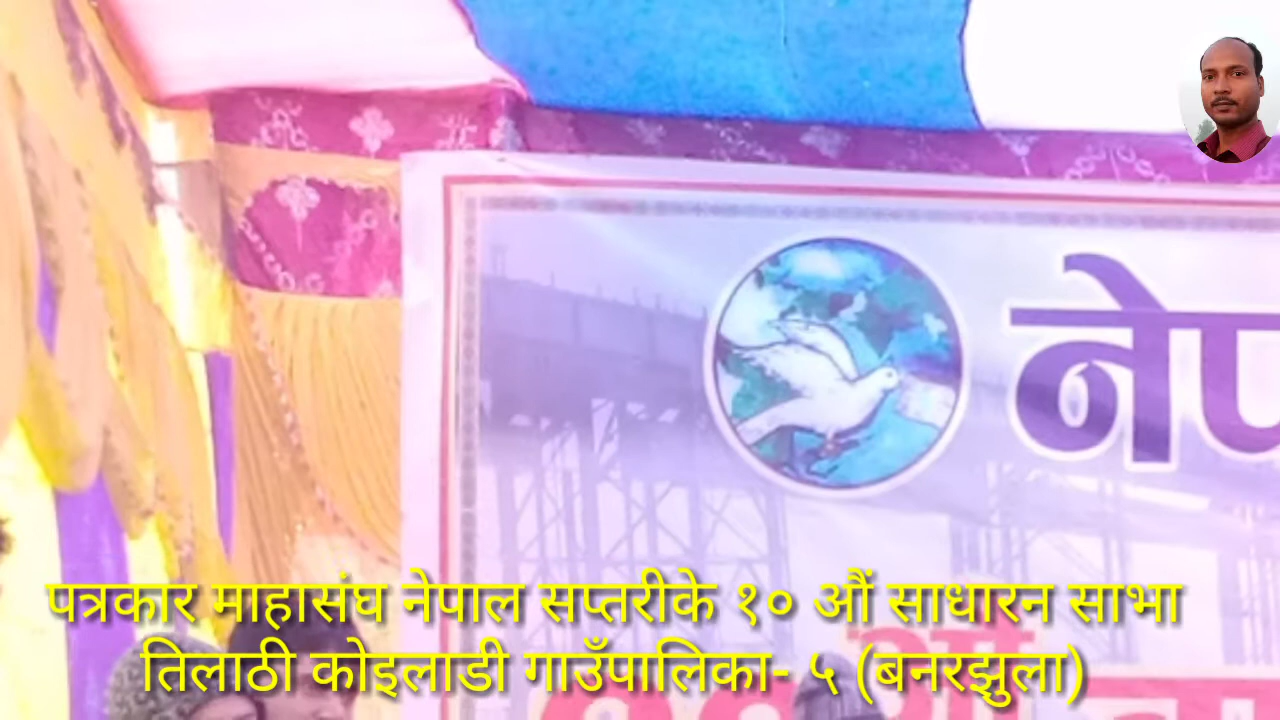 पत्रकार माहासंघ नेपाल सप्तरीके १० औं साधारन साभा
तिलाठी कोइलाडी गाउँपालिका- ५ (बनरझुला)